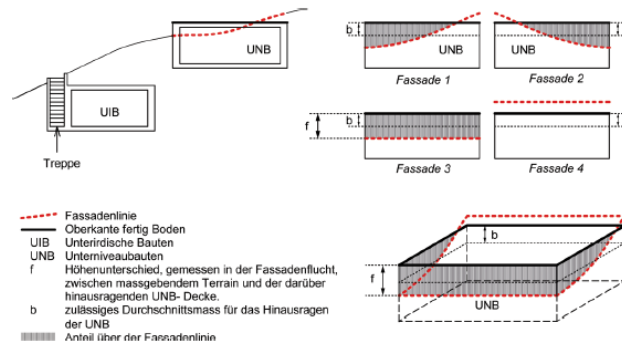 UNB
UIB
Treppe
b
UNB
Fassade 1
UNB
b
Fassade 2
f
b
Fassade 3
b
Fassade 4
Fassadenlinie
Oberkante fertig Boden
UIB Unterirdische Bauten
UNB Unterniveaubauten
f Höhenunterschied, gemessen in der Fassadenflucht,
zwischen massgebendem Terrain und der darüber
hinausragenden UNB- Decke.
b zulässiges Durchschnittsmass für das Hinausragen
der UNB
Anteil über der Fassadenlinie
b
f
UNB